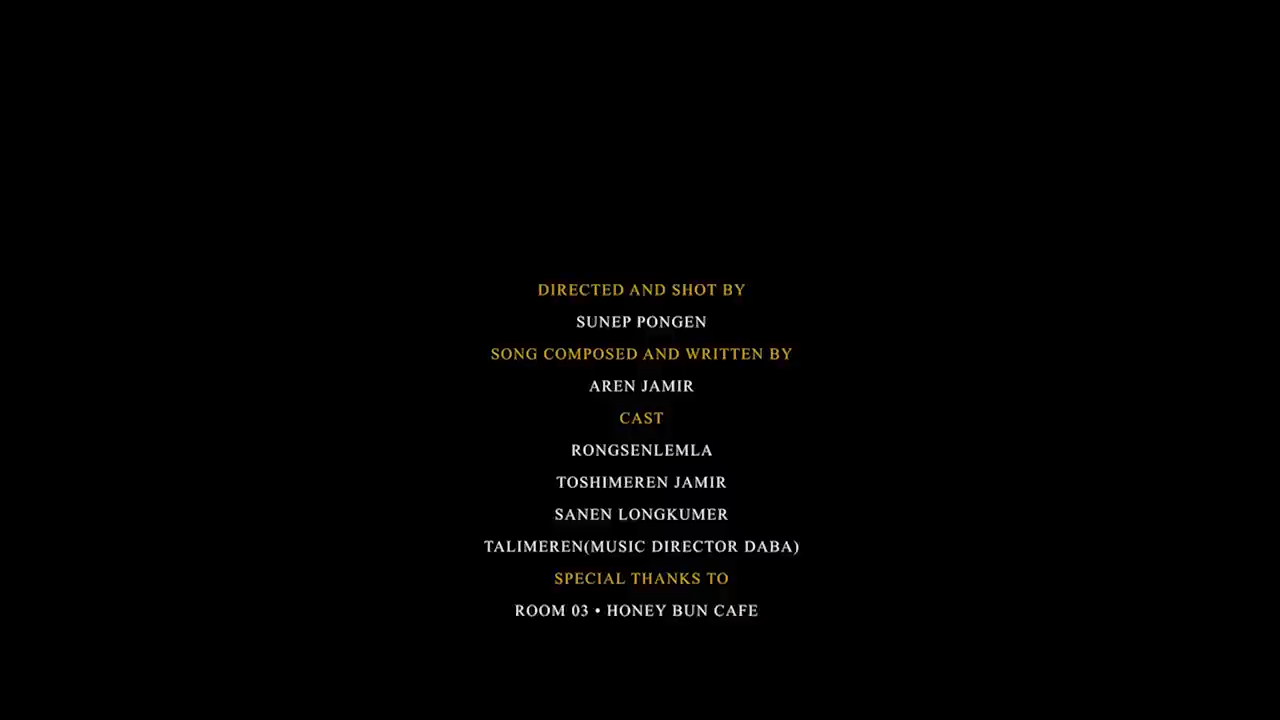 DIRECTED AND SHOT BY
SUNEP PONGEN
SONG COMPOSED AND WRITTEN BY
AREN JAMIR
CAST
RONGSENLEMLA
TOSHIMEREN JAMIR
SANEN LONGKUMER
TALIMEREN(MUSIC DIRECTOR DABA)
SPECIAL THANKS TO
ROOM 03 • HONEY BUN CAFE